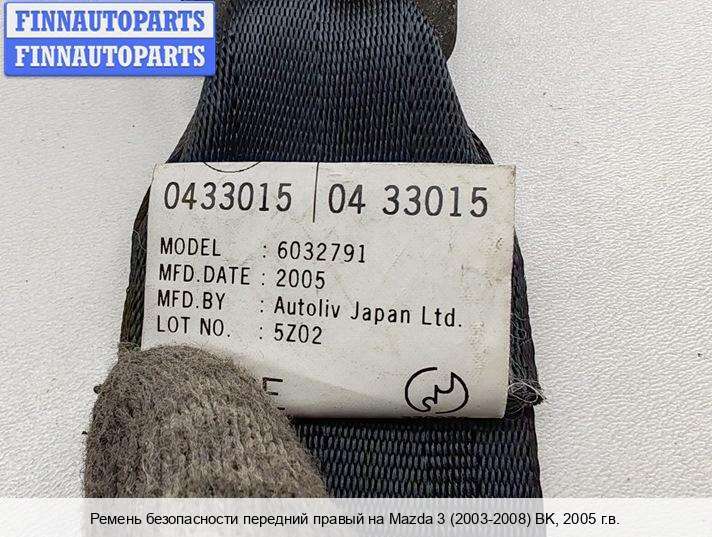 FINNAUTOPARTS
FINNAUTOPARTS
0433015 04 33015
MODEL : 6032791
MFD.DATE : 2005
MFD.BY : Autoliv Japan Ltd.
LOT NO. : 5Z02
E
Ремень безопасности передний правый на Mazda 3 (2003-2008) BK, 2005 г.в.